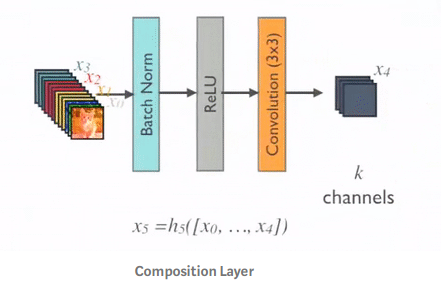 x3
x2
x1
x0
Batch Norm
ReLU
Convolution (3x3)
x4
k
channels
x5 =h5([x0, ..., x4])
Composition Layer